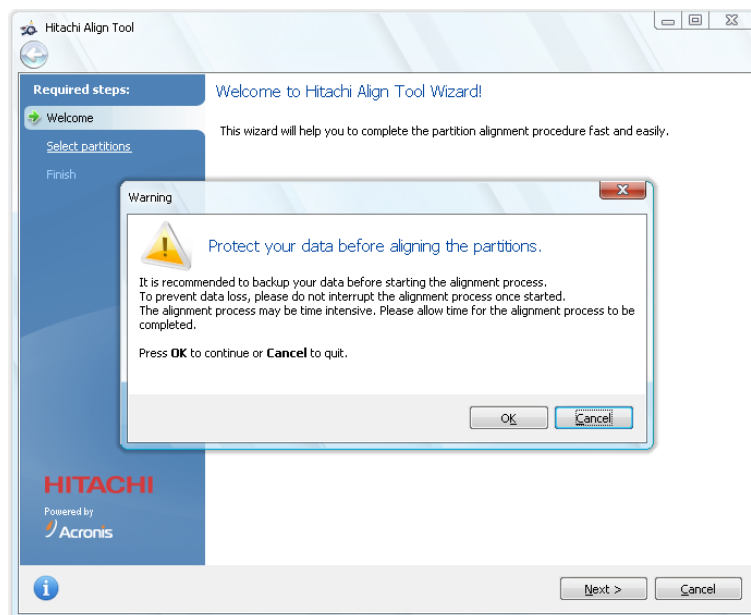 Hitachi Align Tool
Required steps:
Welcome to Hitachi Align Tool Wizard!
Welcome
This wizard will help you to complete the partition alignment procedure fast and easily.
Select partitions
Finish
Warning
Protect your data before aligning the partitions.
It is recommended to backup your data before starting the alignment process.
To prevent data loss, please do not interrupt the alignment process once started.
The alignment process may be time intensive. Please allow time for the alignment process to be
completed.
Press OK to continue or Cancel to quit.
OK
Cancel
HITACHI
Powered by
Acronis
Next >
Cancel